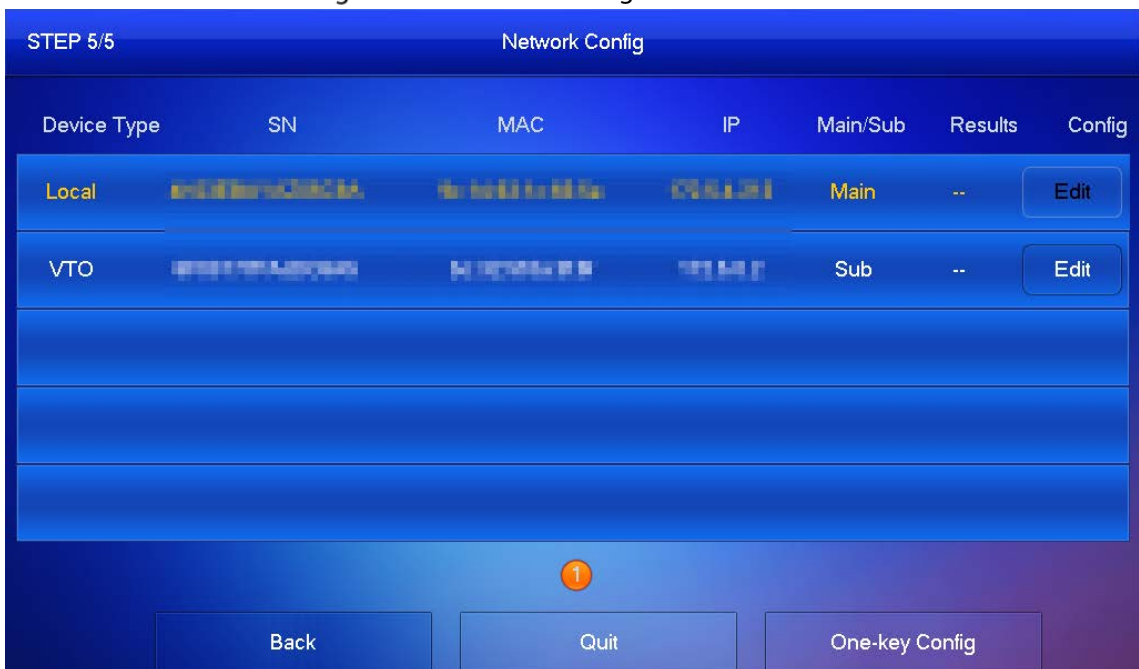 STEP 5/5 Network Config
Device Type SN MAC IP Main/Sub Results Config
Local Main -- Edit
VTO Sub -- Edit
1
Back Quit One-key Config